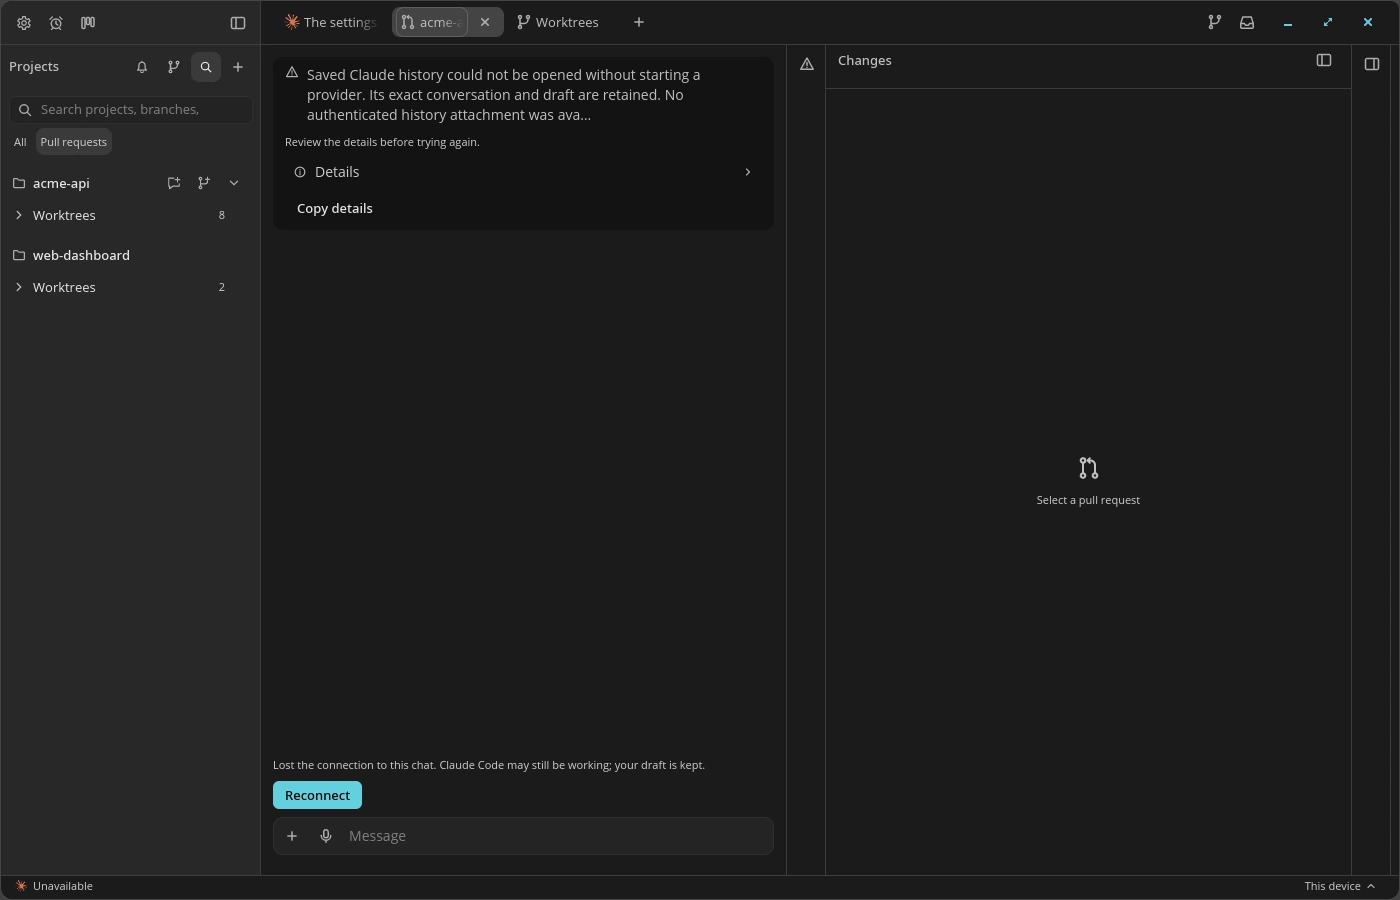 The settings
acme-a
Worktrees
Projects
Search projects, branches,
All
Pull requests
acme-api
Worktrees
8
web-dashboard
Worktrees
2
Saved Claude history could not be opened without starting a
provider. Its exact conversation and draft are retained. No
authenticated history attachment was ava...
Review the details before trying again.
Details
Copy details
Lost the connection to this chat. Claude Code may still be working; your draft is kept.
Reconnect
Message
Changes
Select a pull request
Unavailable
This device